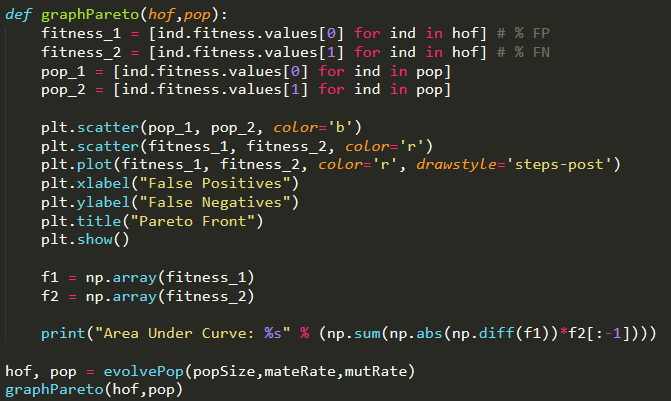 def graphPareto(hof,pop):
    fitness_1 = [ind.fitness.values[0] for ind in hof] # % FP
    fitness_2 = [ind.fitness.values[1] for ind in hof] # % FN
    pop_1 = [ind.fitness.values[0] for ind in pop]
    pop_2 = [ind.fitness.values[1] for ind in pop]

    plt.scatter(pop_1, pop_2, color='b')
    plt.scatter(fitness_1, fitness_2, color='r')
    plt.plot(fitness_1, fitness_2, color='r', drawstyle='steps-post')
    plt.xlabel("False Positives")
    plt.ylabel("False Negatives")
    plt.title("Pareto Front")
    plt.show()

    f1 = np.array(fitness_1)
    f2 = np.array(fitness_2)

    print("Area Under Curve: %s" % (np.sum(np.abs(np.diff(f1))*f2[:-1])))

hof, pop = evolvePop(popSize,mateRate,mutRate)
graphPareto(hof,pop)